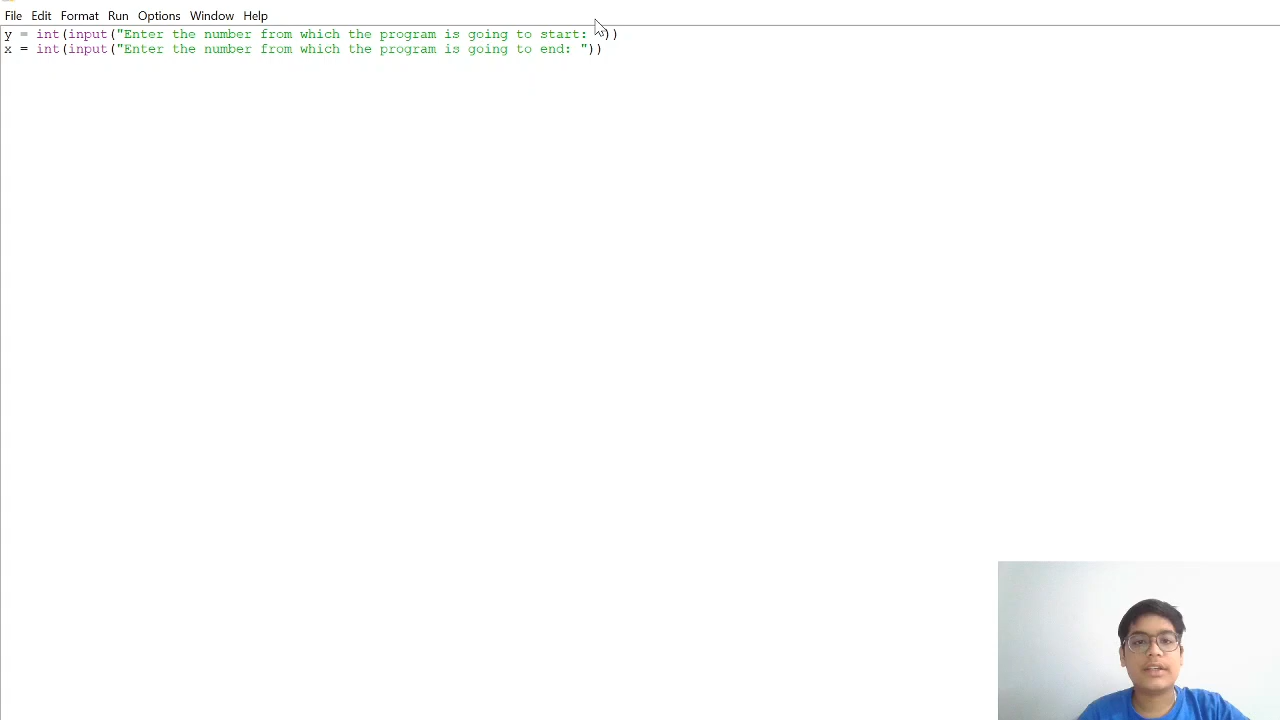 File Edit Format Run Options Window Help
y = int(input("Enter the number from which the program is going to start: "))
x = int(input("Enter the number from which the program is going to end: "))